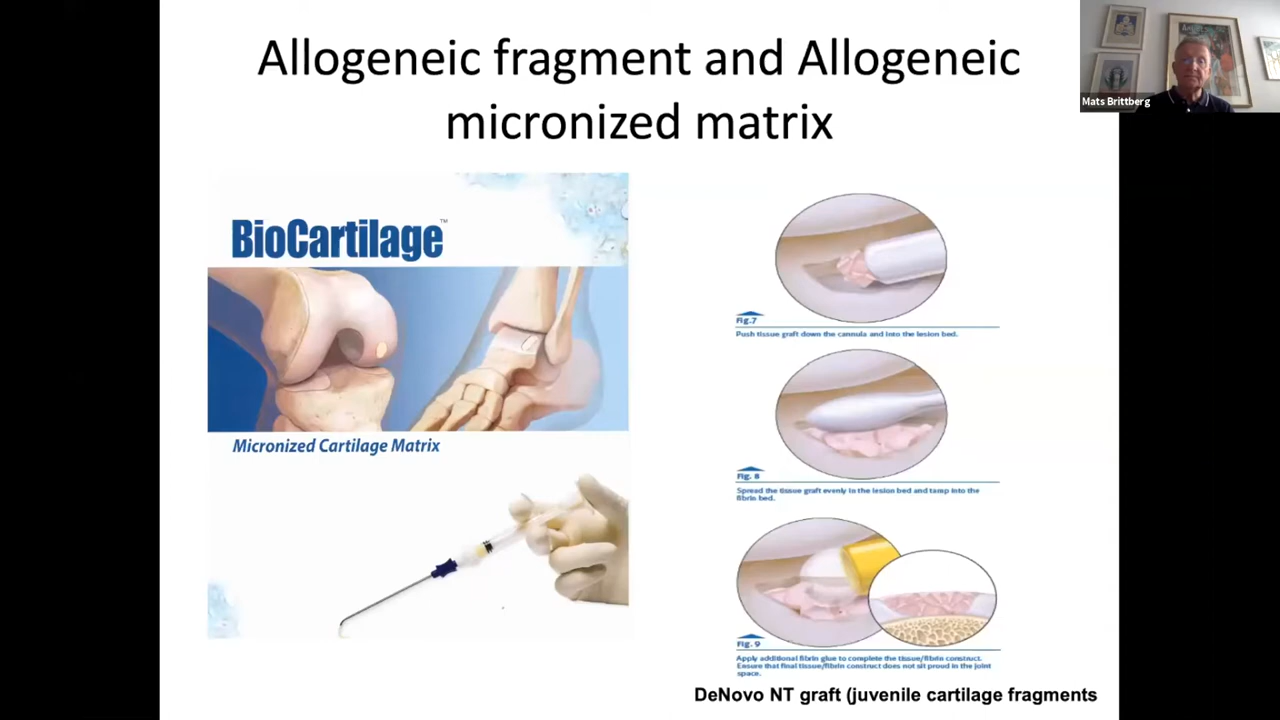 Allogeneic fragment and Allogeneic
micronized matrix
Mats Brittberg
BioCartilage™
Micronized Cartilage Matrix
Fig.7
Push tissue graft down the cannula and into the lesion bed.
Fig. 8
Spread the tissue graft evenly in the lesion bed and tamp into the
fibrin bed.
Fig. 9
Apply additional fibrin glue to complete the tissue/fibrin construct.
Ensure that final tissue/fibrin construct does not sit proud in the joint
space.
DeNovo NT graft (juvenile cartilage fragments